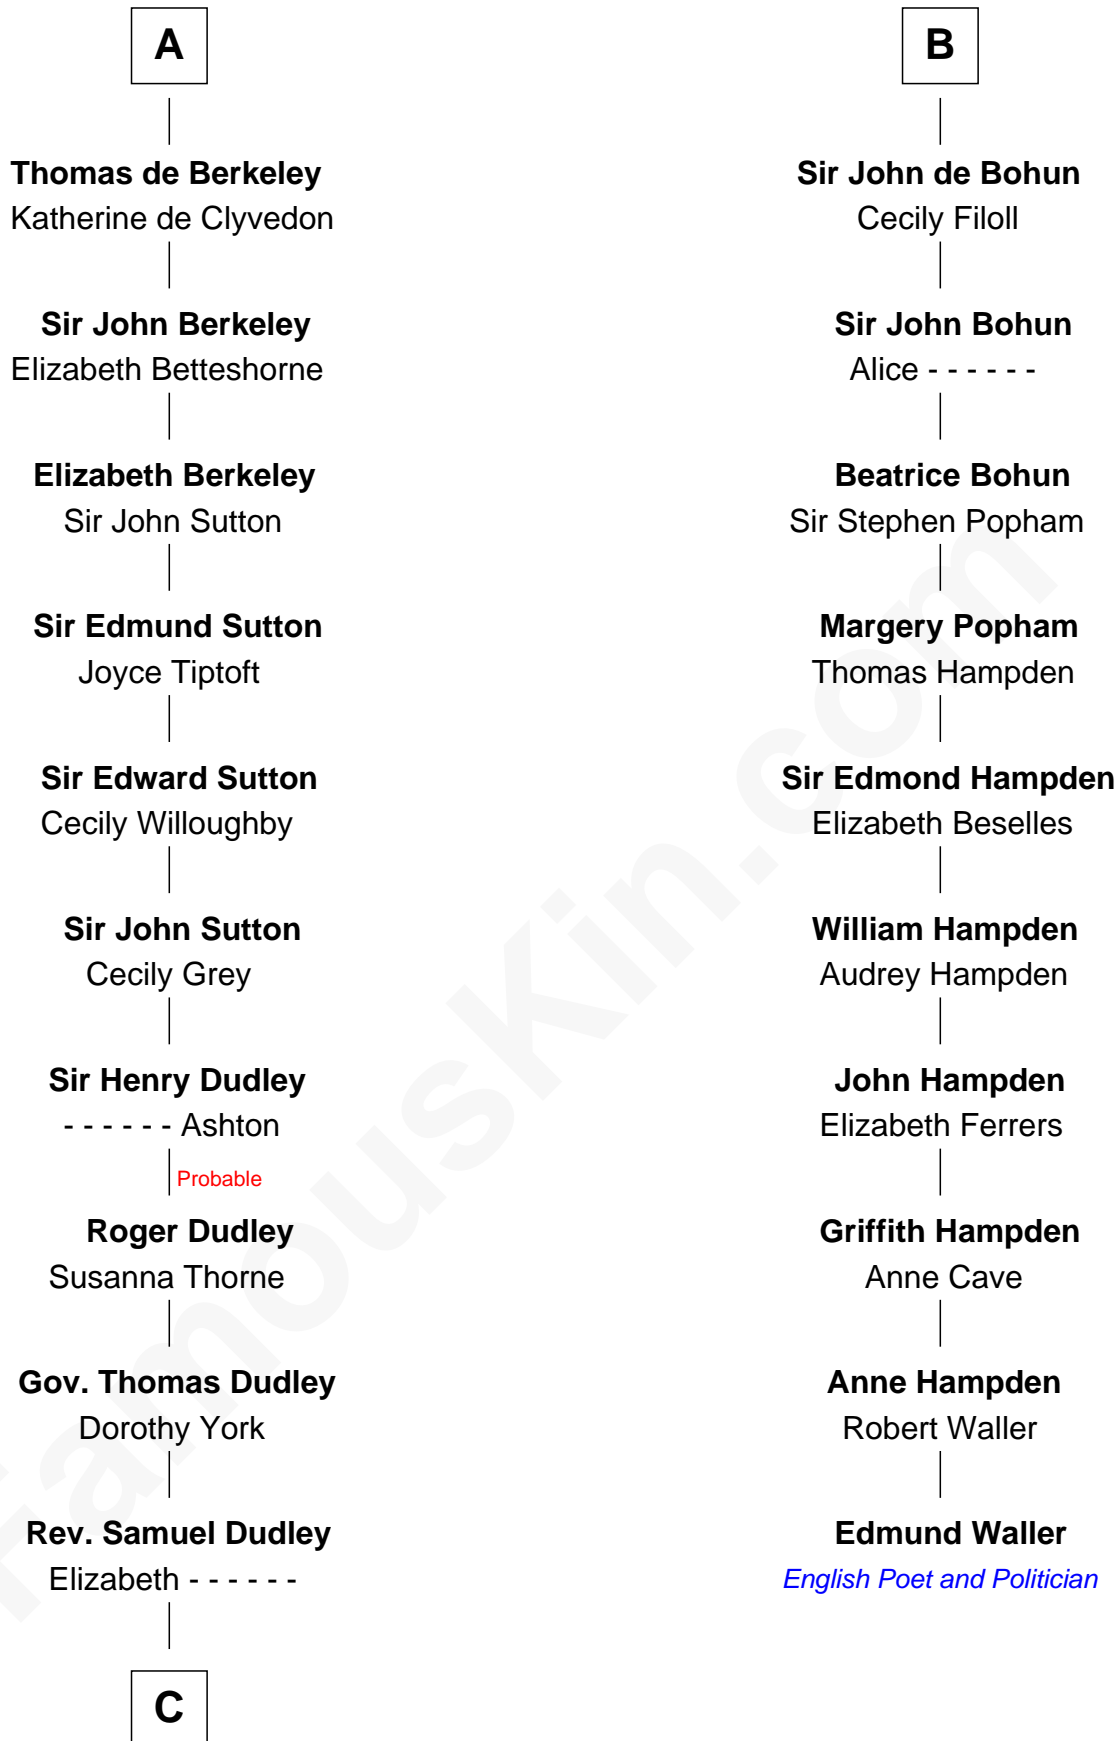 A
Thomas de Berkeley
Katherine de Clyvedon
Sir John Berkeley
Elizabeth Betteshorne
Elizabeth Berkeley
Sir John Sutton
Sir Edmund Sutton
Joyce Tiptoft
Sir Edward Sutton
Cecily Willoughby
Sir John Sutton
Cecily Grey
Sir Henry Dudley
- - - - - - Ashton
Probable
Roger Dudley
Susanna Thorne
Gov. Thomas Dudley
Dorothy York
Rev. Samuel Dudley
Elizabeth - - - - - -
C
B
Sir John de Bohun
Cecily Filoll
Sir John Bohun
Alice - - - - - -
Beatrice Bohun
Sir Stephen Popham
Margery Popham
Thomas Hampden
Sir Edmond Hampden
Elizabeth Beselles
William Hampden
Audrey Hampden
John Hampden
Elizabeth Ferrers
Griffith Hampden
Anne Cave
Anne Hampden
Robert Waller
Edmund Waller
English Poet and Politician
FamousKin.com